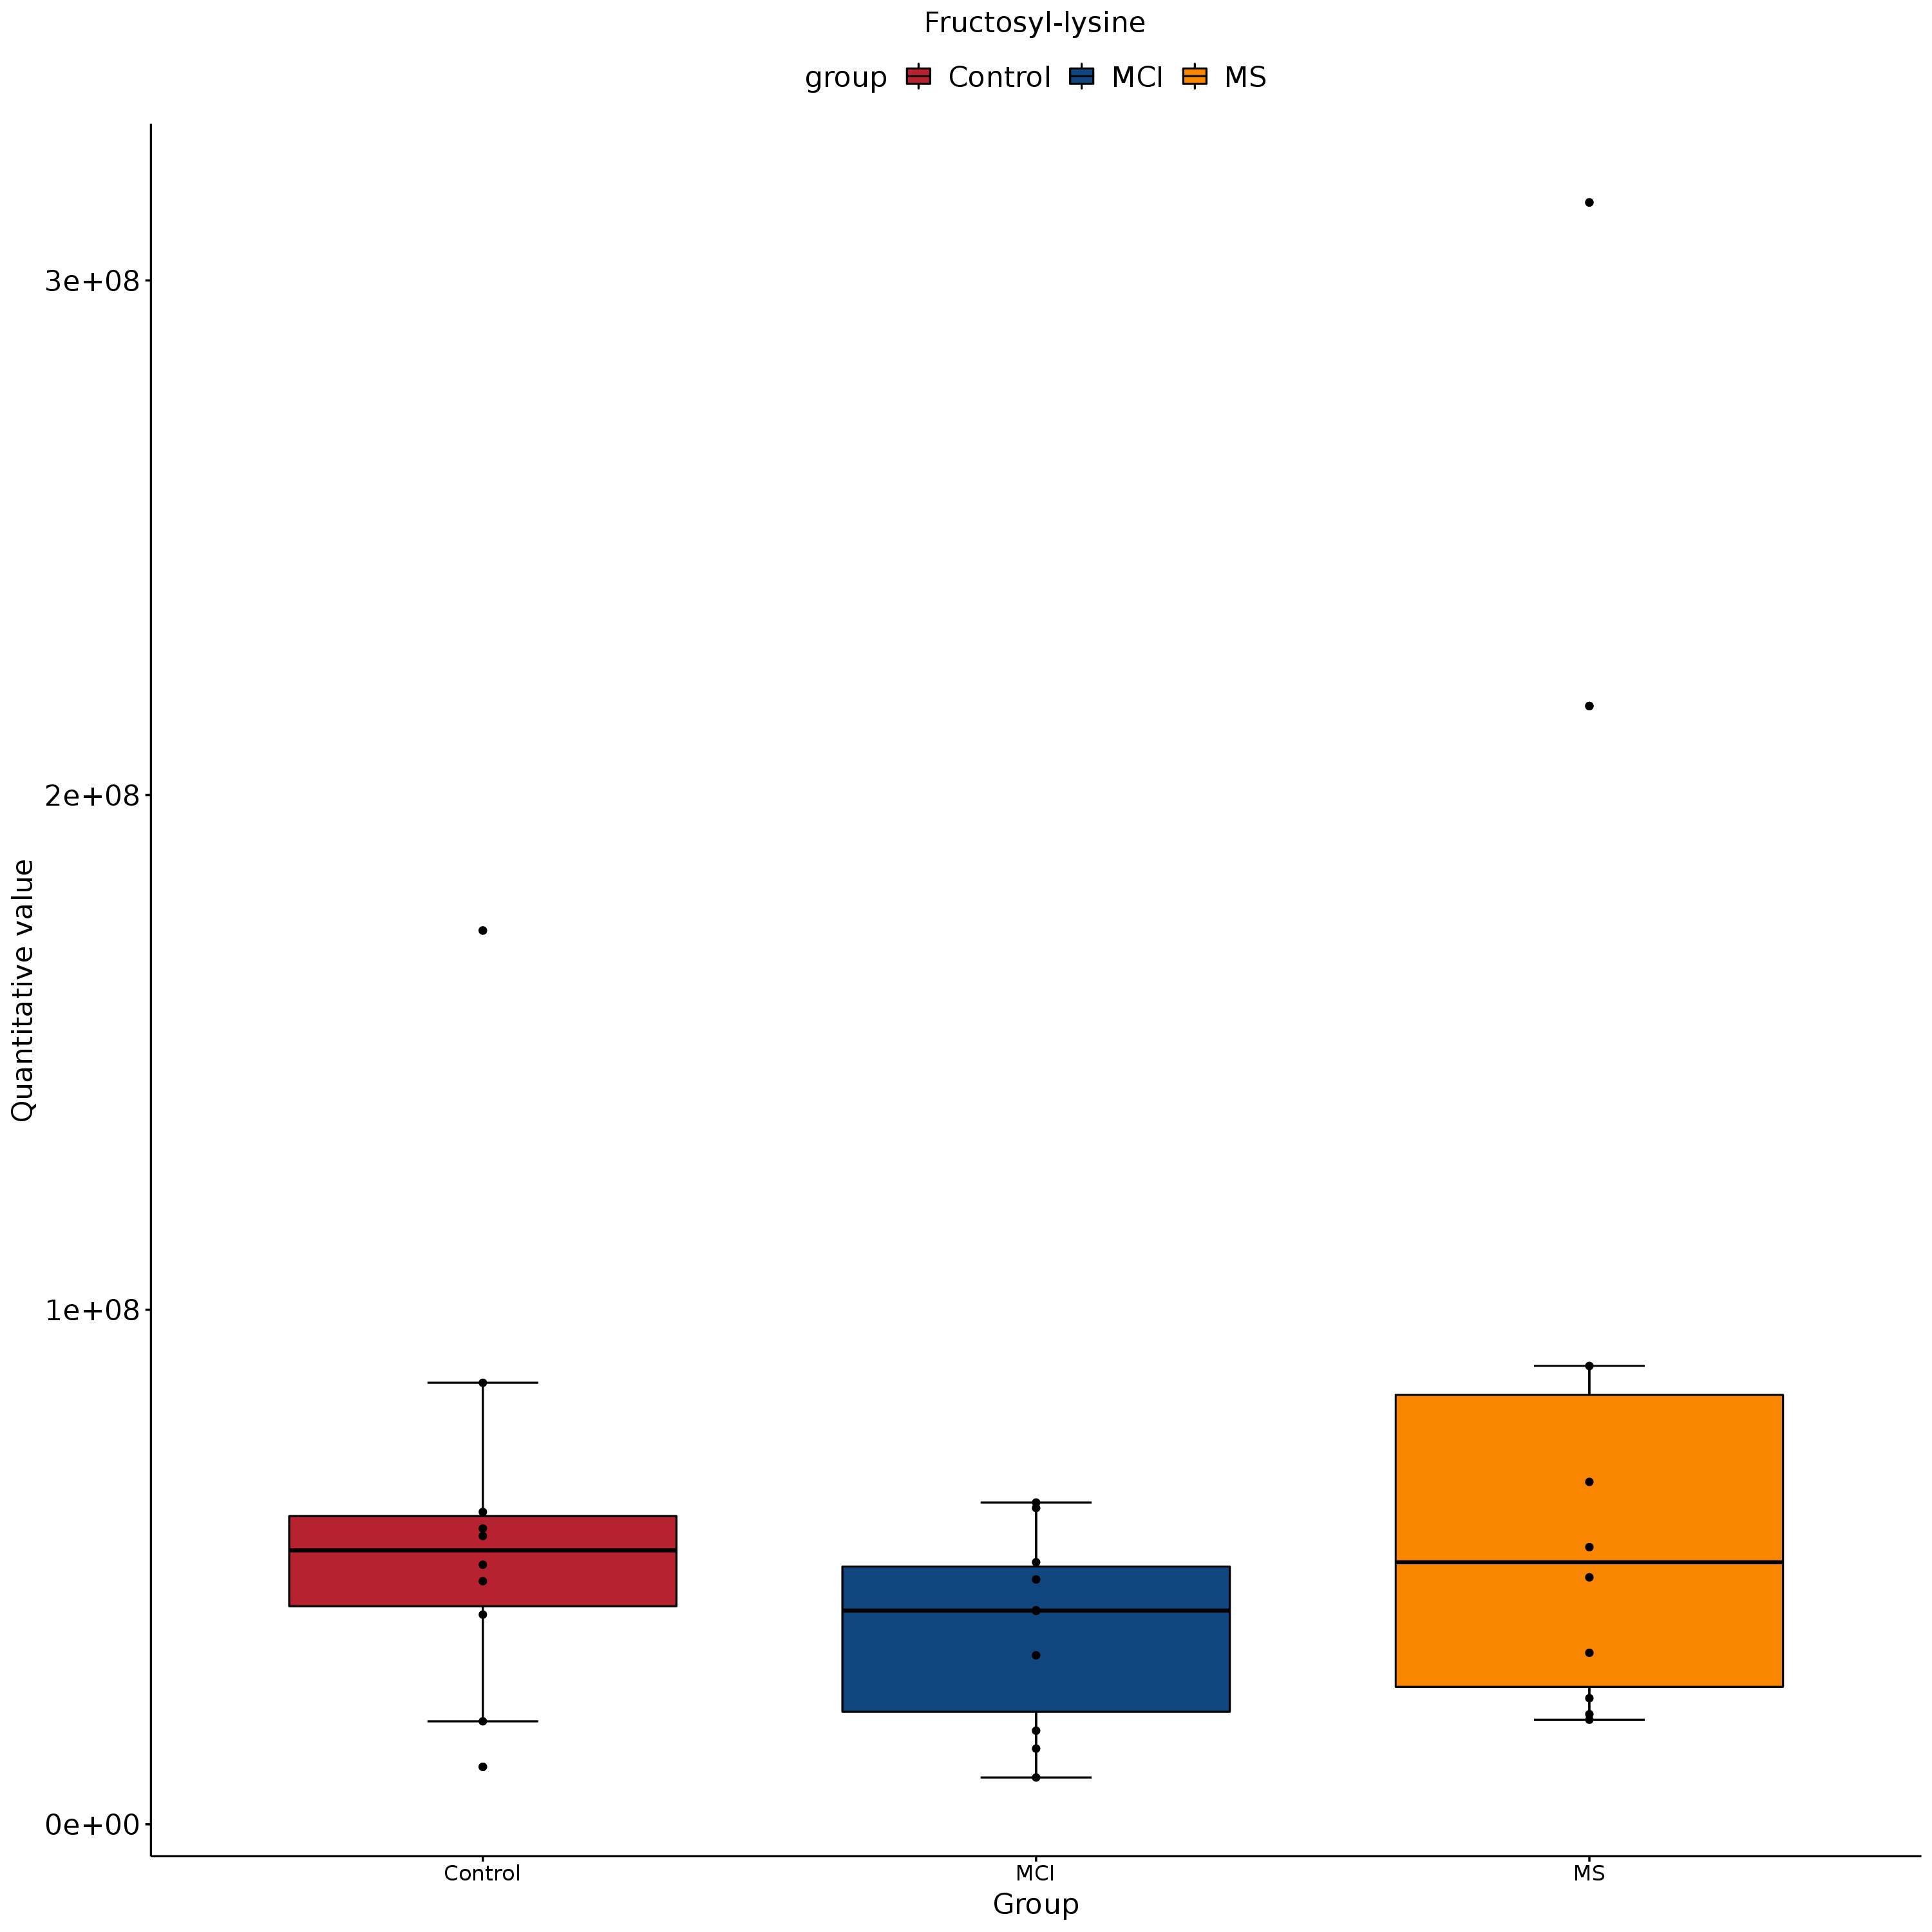 Fructosyl-lysine
group Control MCI MS
3e+08
2e+08
1e+08
0e+00
Quantitative value
Control MCI MS
Group